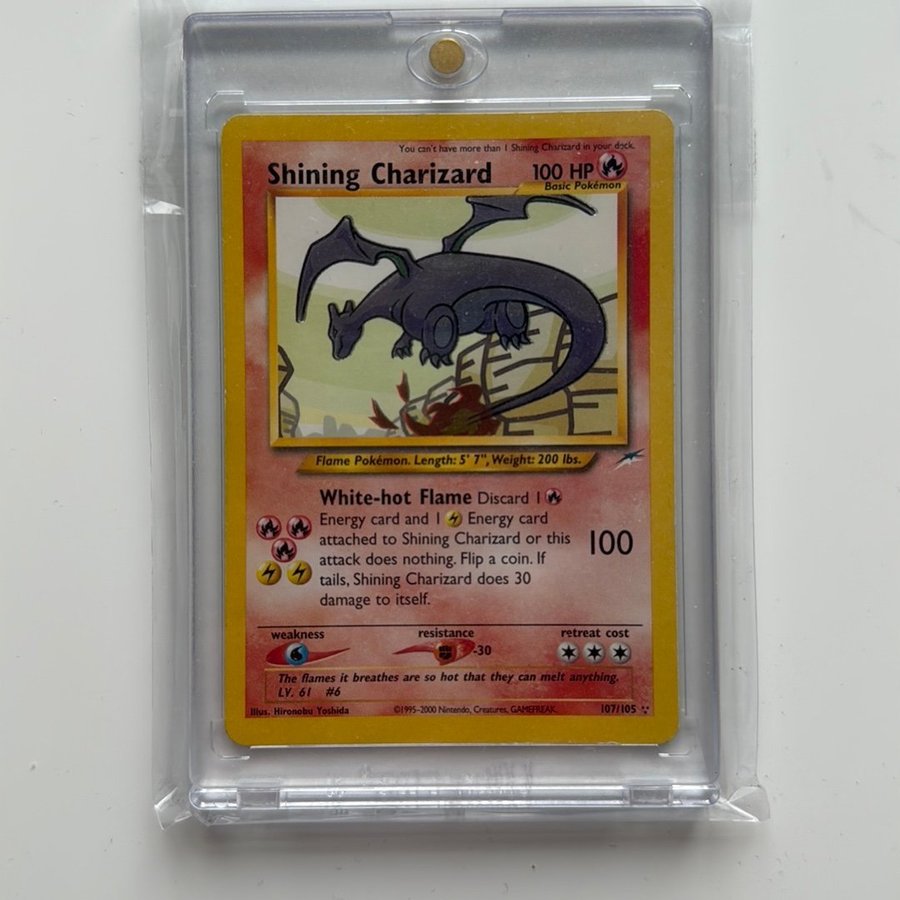 You can't have more than 1 Shining Charizard in your deck.
Shining Charizard 100 HP
Basic Pokémon
Flame Pokémon. Length: 5' 7", Weight: 200 lbs.
White-hot Flame Discard 1
Energy card and 1 Energy card
attached to Shining Charizard or this
attack does nothing. Flip a coin. If
tails, Shining Charizard does 30
damage to itself.
100
weakness resistance retreat cost
-30
The flames it breathes are so hot that they can melt anything.
LV. 61 #6
Illus. Hironobu Yoshida ©1995-2000 Nintendo, Creatures, GAMEFREAK. 107/105